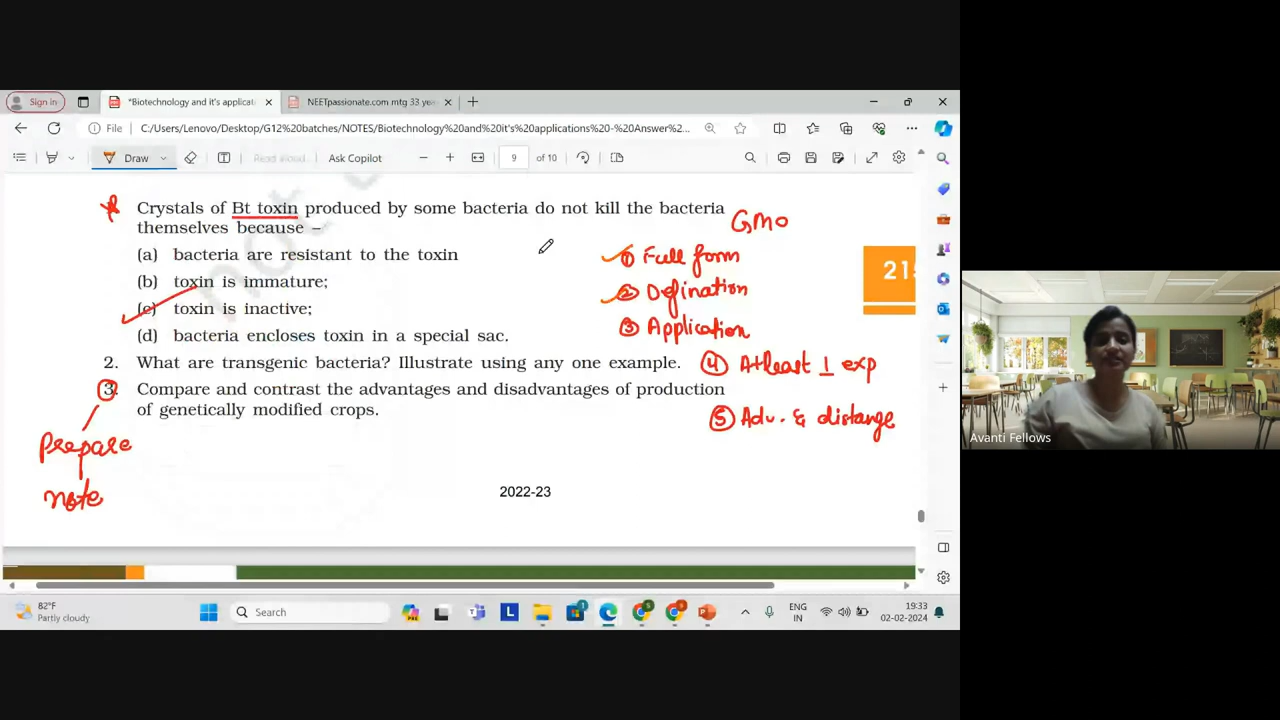 Sign in
*Biotechnology and it's applicati
NEETpassionate.com mtg 33 ye
File
C:/Users/Lenovo/Desktop/G12%20batches/NOTES/Biotechnology%20and%20it's%20applications%20-%20Answer%2...
Draw
Read aloud
Ask Copilot
9
of 10
Crystals of Bt toxin produced by some bacteria do not kill the bacteria
themselves because –
(a) bacteria are resistant to the toxin
(b) toxin is immature;
(c) toxin is inactive;
(d) bacteria encloses toxin in a special sac.
2. What are transgenic bacteria? Illustrate using any one example.
3. Compare and contrast the advantages and disadvantages of production
of genetically modified crops.
GMO
① Full form
② Defination
③ Application
④ Atleast 1 exp
⑤ Adv. & distange
Prepare
note
21
2022-23
Avanti Fellows
82°F
Partly cloudy
Search
ENG
IN
19:33
02-02-2024